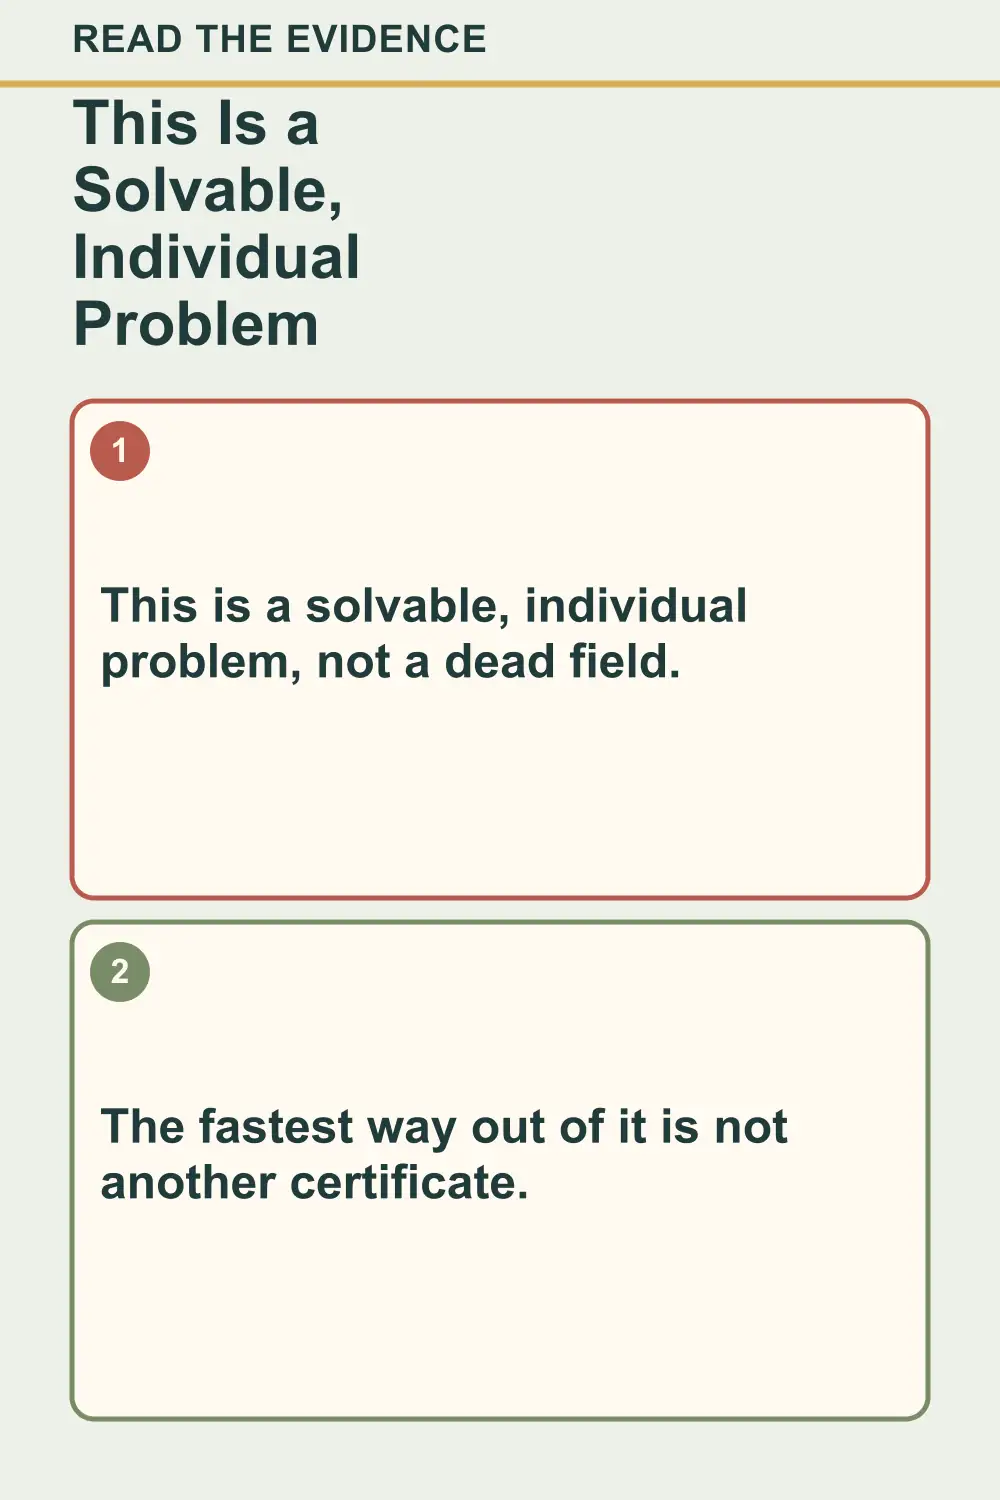 READ THE EVIDENCE
This Is a
Solvable,
Individual
Problem
1
This is a solvable, individual
problem, not a dead field.
2
The fastest way out of it is not
another certificate.